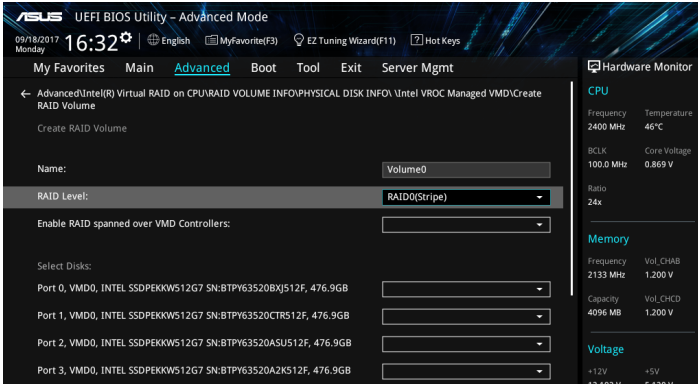 ASUS UEFI BIOS Utility – Advanced Mode
09/18/2017 Monday 16:32 English MyFavorite(F3) EZ Tuning Wizard(F11) ? Hot Keys
My Favorites Main Advanced Boot Tool Exit Server Mgmt
Hardware Monitor
← Advanced\Intel(R) Virtual RAID on CPU\RAID VOLUME INFO\PHYSICAL DISK INFO\ \Intel VROC Managed VMD\Create
RAID Volume
Create RAID Volume
Name: Volume0
RAID Level: RAID0(Stripe)
Enable RAID spanned over VMD Controllers:
Select Disks:
Port 0, VMD0, INTEL SSDPEKKW512G7 SN:BTPY63520BXJ512F, 476.9GB
Port 1, VMD0, INTEL SSDPEKKW512G7 SN:BTPY63520CTR512F, 476.9GB
Port 2, VMD0, INTEL SSDPEKKW512G7 SN:BTPY63520ASU512F, 476.9GB
Port 3, VMD0, INTEL SSDPEKKW512G7 SN:BTPY63520A2K512F, 476.9GB
CPU
Frequency Temperature
2400 MHz 46°C
BCLK Core Voltage
100.0 MHz 0.869 V
Ratio
24x
Memory
Frequency Vol_CHAB
2133 MHz 1.200 V
Capacity Vol_CHCD
4096 MB 1.200 V
Voltage
+12V +5V